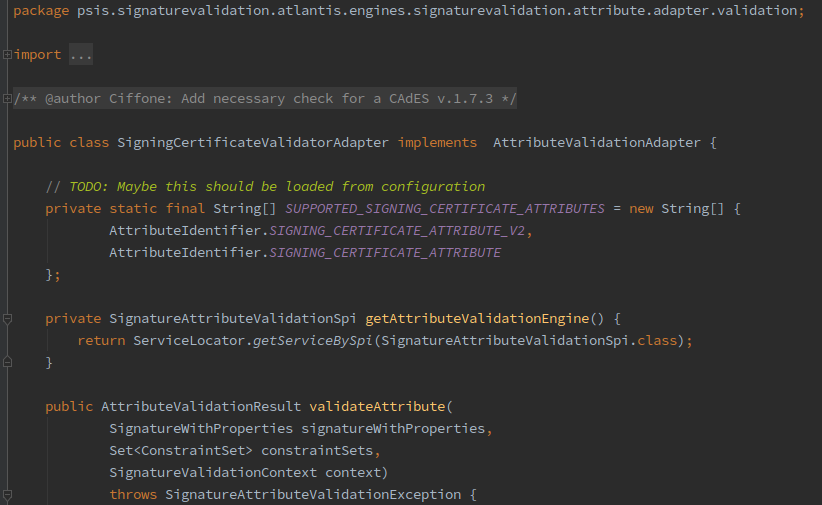 package psis.signaturevalidation.atlantis.engines.signaturevalidation.attribute.adapter.validation;
import ...
/** @author Ciffone: Add necessary check for a CAdES v.1.7.3 */
public class SigningCertificateValidatorAdapter implements  AttributeValidationAdapter {
// TODO: Maybe this should be loaded from configuration
private static final String[] SUPPORTED_SIGNING_CERTIFICATE_ATTRIBUTES = new String[] {
AttributeIdentifier.SIGNING_CERTIFICATE_ATTRIBUTE_V2,
AttributeIdentifier.SIGNING_CERTIFICATE_ATTRIBUTE
};
private SignatureAttributeValidationSpi getAttributeValidationEngine() {
return ServiceLocator.getServiceBySpi(SignatureAttributeValidationSpi.class);
}
public AttributeValidationResult validateAttribute(
SignatureWithProperties signatureWithProperties,
Set<ConstraintSet> constraintSets,
SignatureValidationContext context)
throws SignatureAttributeValidationException {